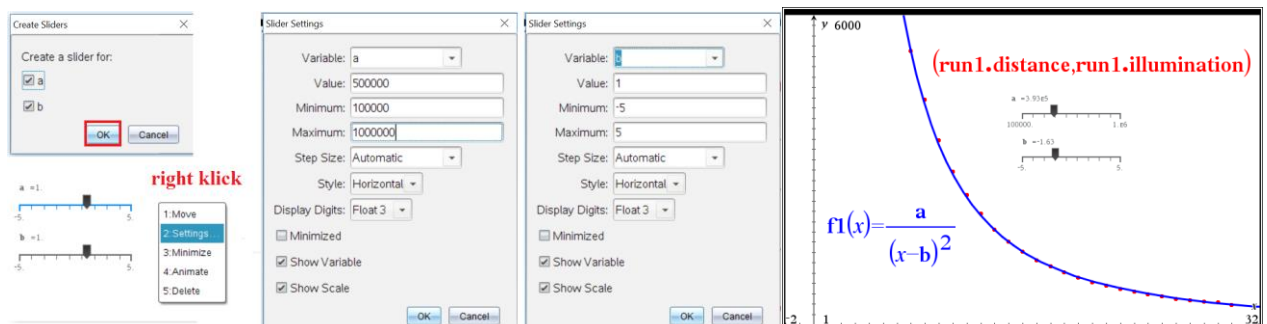 Create Sliders
Create a slider for:
a
b
OK Cancel
a =1.
-5. 5.
b =1.
-5. 5.
right klick
1:Move
2:Settings...
3:Minimize
4:Animate
5:Delete
Slider Settings
Variable: a
Value: 500000
Minimum: 100000
Maximum: 1000000
Step Size: Automatic
Style: Horizontal
Display Digits: Float 3
Minimized
Show Variable
Show Scale
OK Cancel
Slider Settings
Variable: b
Value: 1
Minimum: -5
Maximum: 5
Step Size: Automatic
Style: Horizontal
Display Digits: Float 3
Minimized
Show Variable
Show Scale
OK Cancel
y 6000
(run1.distance,run1.illumination)
a =3.93e5
100000. 1.e6
b =-1.63
-5. 5.
f1(x)=a/(x-b)²
x
-2 1 32